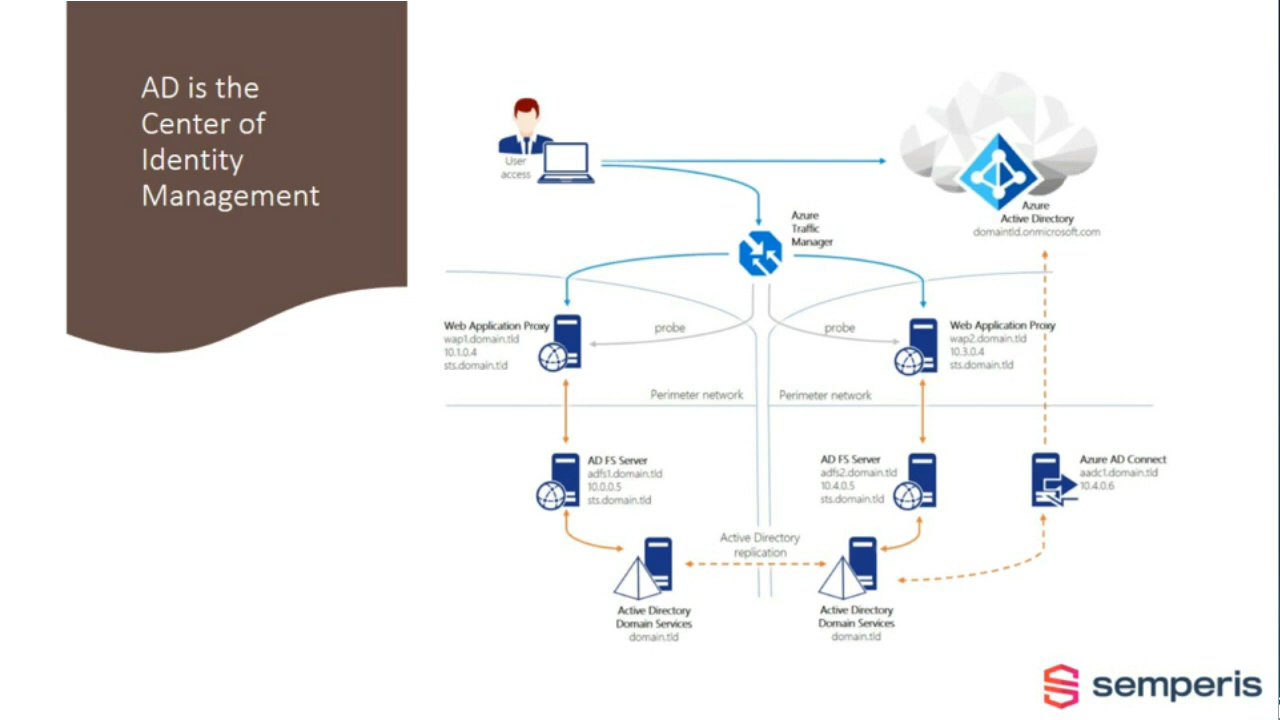 AD is the
Center of
Identity
Management
User
access
Azure
Active Directory
domaintld.onmicrosoft.com
Azure
Traffic
Manager
Web Application Proxy
wap1.domain.tld
10.1.0.4
sts.domain.tld
probe
probe
Web Application Proxy
wap2.domain.tld
10.3.0.4
sts.domain.tld
Perimeter network
Perimeter network
AD FS Server
adfs1.domain.tld
10.0.0.5
sts.domain.tld
AD FS Server
adfs2.domain.tld
10.4.0.5
sts.domain.tld
Azure AD Connect
aadc1.domain.tld
10.4.0.6
Active Directory
replication
Active Directory
Domain Services
domain.tld
Active Directory
Domain Services
domain.tld
semperis